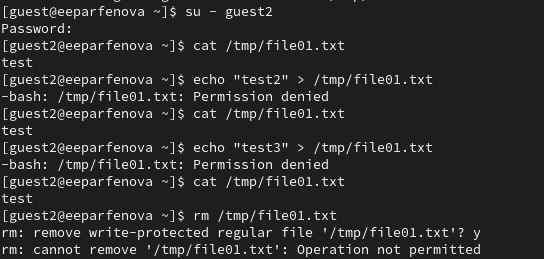 [guest@eeparfenova ~]$ su - guest2
Password:
[guest2@eeparfenova ~]$ cat /tmp/file01.txt
test
[guest2@eeparfenova ~]$ echo "test2" > /tmp/file01.txt
-bash: /tmp/file01.txt: Permission denied
[guest2@eeparfenova ~]$ cat /tmp/file01.txt
test
[guest2@eeparfenova ~]$ echo "test3" > /tmp/file01.txt
-bash: /tmp/file01.txt: Permission denied
[guest2@eeparfenova ~]$ cat /tmp/file01.txt
test
[guest2@eeparfenova ~]$ rm /tmp/file01.txt
rm: remove write-protected regular file '/tmp/file01.txt'? y
rm: cannot remove '/tmp/file01.txt': Operation not permitted